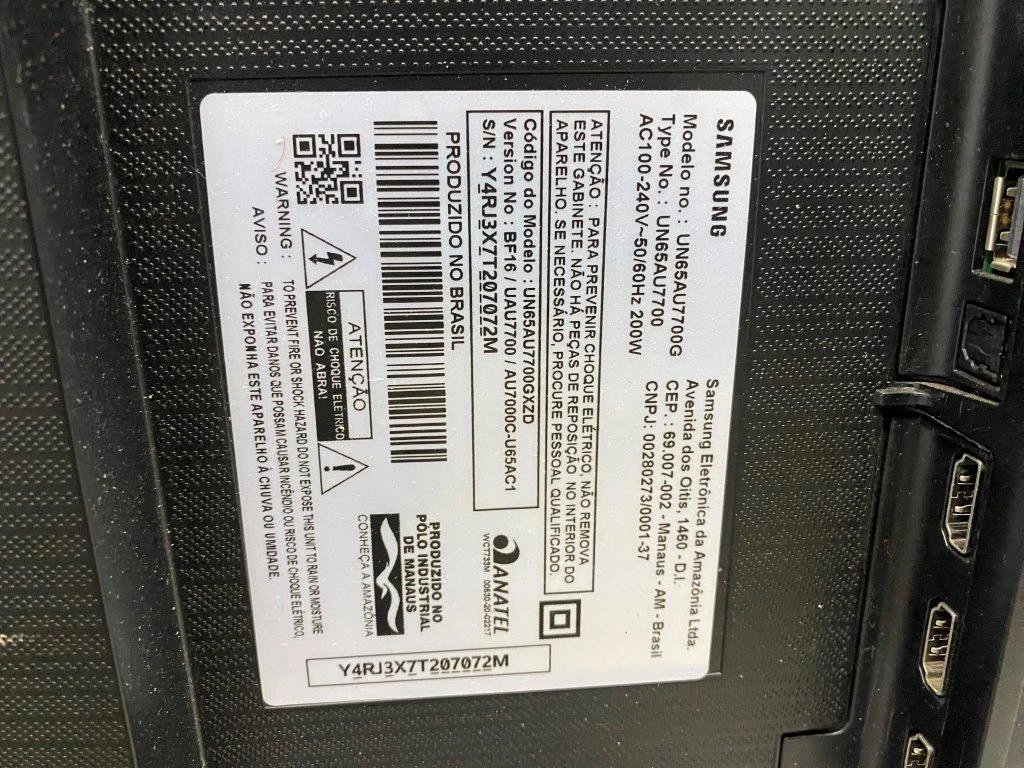 SAMSUNG
Modelo no.: UN65AU7700G
Type No.: UN65AU7700
AC100-240V~50/60Hz 200W
Samsung Eletrônica da Amazônia Ltda.
Avenida dos Oitis, 1460 - D.I.
CEP.: 69.007-002 - Manaus - AM - Brasil
CNPJ: 00280273/0001-37
ATENÇÃO : PARA PREVENIR CHOQUE ELÉTRICO, NÃO REMOVA
ESTE GABINETE. NÃO HÁ PEÇAS DE REPOSIÇÃO NO INTERIOR DO
APARELHO. SE NECESSÁRIO, PROCURE PESSOAL QUALIFICADO.
Código do Modelo : UN65AU7700GXZD
Version No : BF16 / UAU7700 / AU7000C-U65AC1
S/N : Y4RJ3X7T207072M
ANATEL
WCT733M 00630-20-02217
PRODUZIDO NO BRASIL
PRODUZIDO NO
PÓLO INDUSTRIAL
DE MANAUS
CONHEÇA A AMAZÔNIA
ATENÇÃO
RISCO DE CHOQUE ELÉTRICO
NAO ABRA!
WARNING : TO PREVENT FIRE OR SHOCK HAZARD DO NOT EXPOSE THIS UNIT TO RAIN OR MOISTURE
AVISO : PARA EVITAR DANOS QUE POSSAM CAUSAR INCÊNDIO OU RISCO DE CHOQUE ELÉTRICO,
NÃO EXPONHA ESTE APARELHO À CHUVA OU UMIDADE.
Y4RJ3X7T207072M